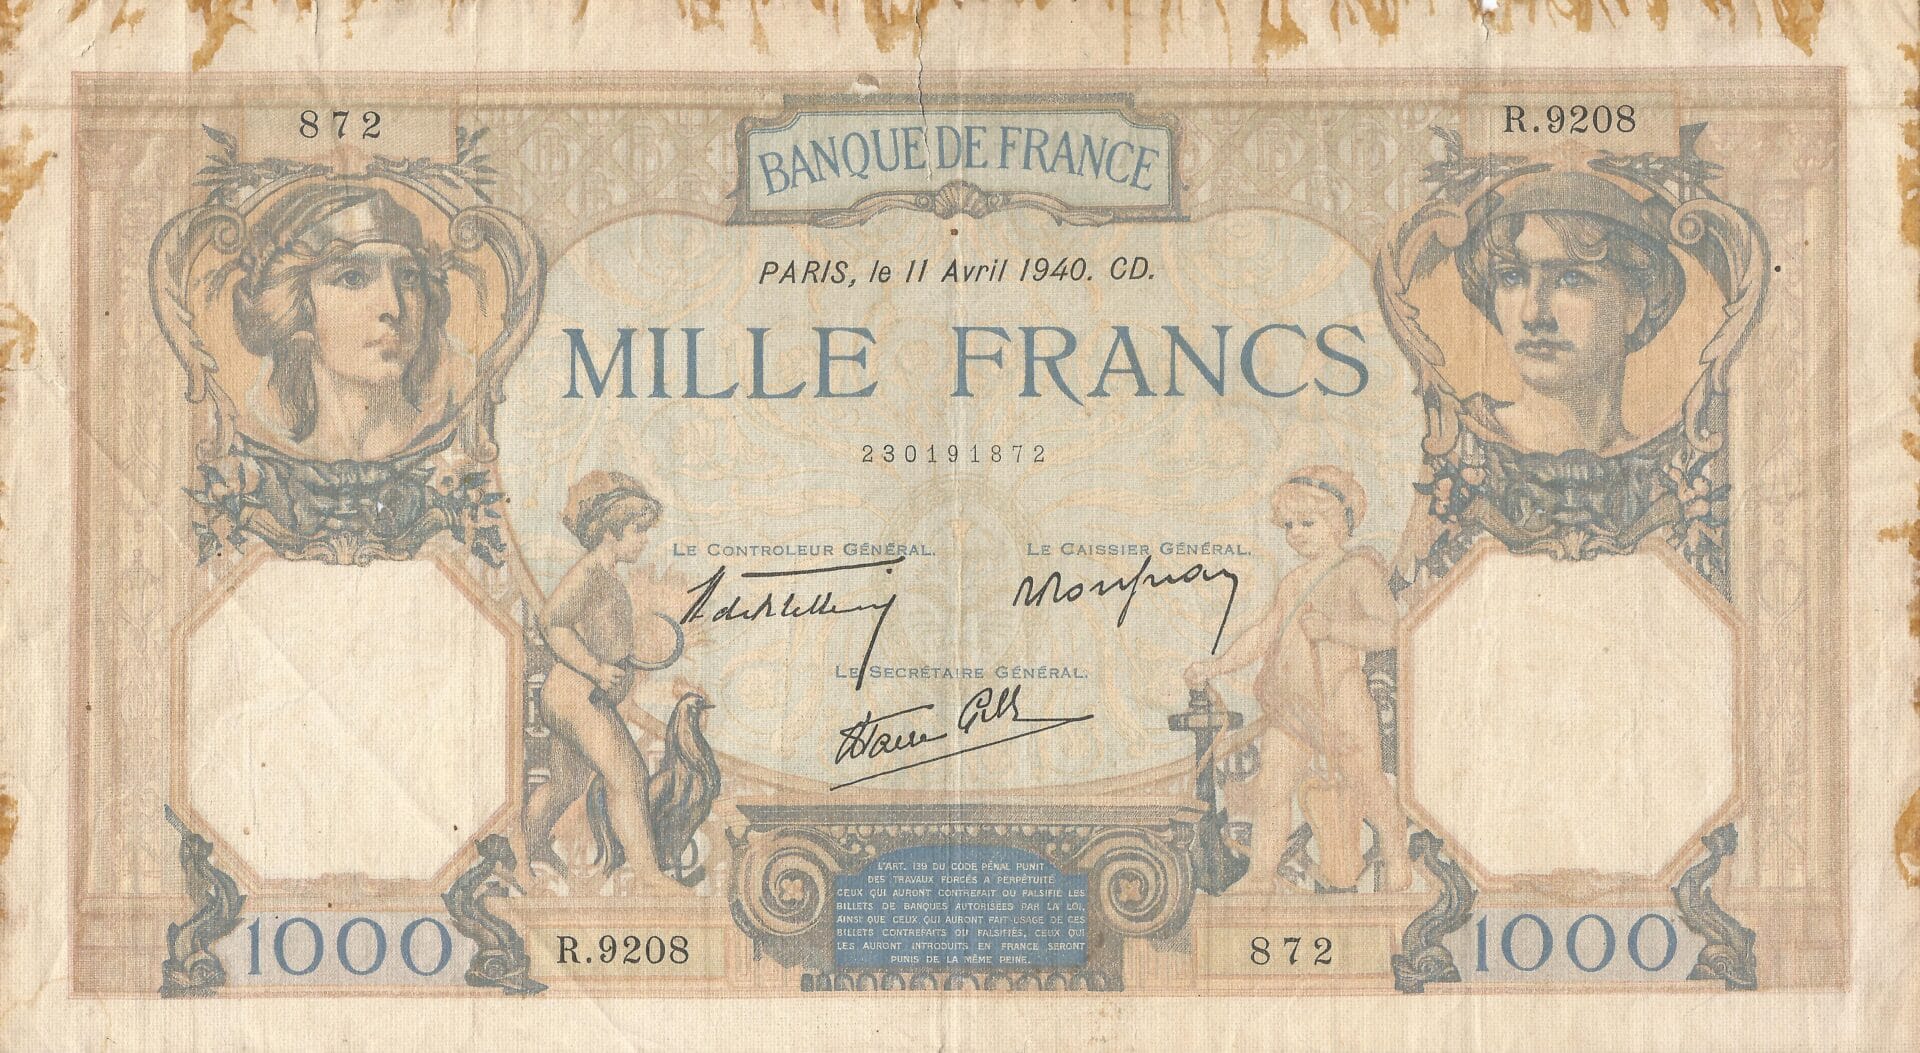 872
R.9208
BANQUE DE FRANCE
PARIS, le 11 Avril 1940. CD.
MILLE FRANCS
230191872
LE CONTROLEUR GÉNÉRAL.
LE CAISSIER GÉNÉRAL.
LE SECRÉTAIRE GÉNÉRAL.
L'ART. 139 DU CODE PÉNAL PUNIT
DES TRAVAUX FORCÉS A PERPÉTUITÉ
CEUX QUI AURONT CONTREFAIT OU FALSIFIÉ LES
BILLETS DE BANQUES AUTORISÉES PAR LA LOI,
AINSI QUE CEUX QUI AURONT FAIT USAGE DE CES
BILLETS CONTREFAITS OU FALSIFIÉS, CEUX QUI
LES AURONT INTRODUITS EN FRANCE SERONT
PUNIS DE LA MÊME PEINE.
1000
R.9208
872
1000